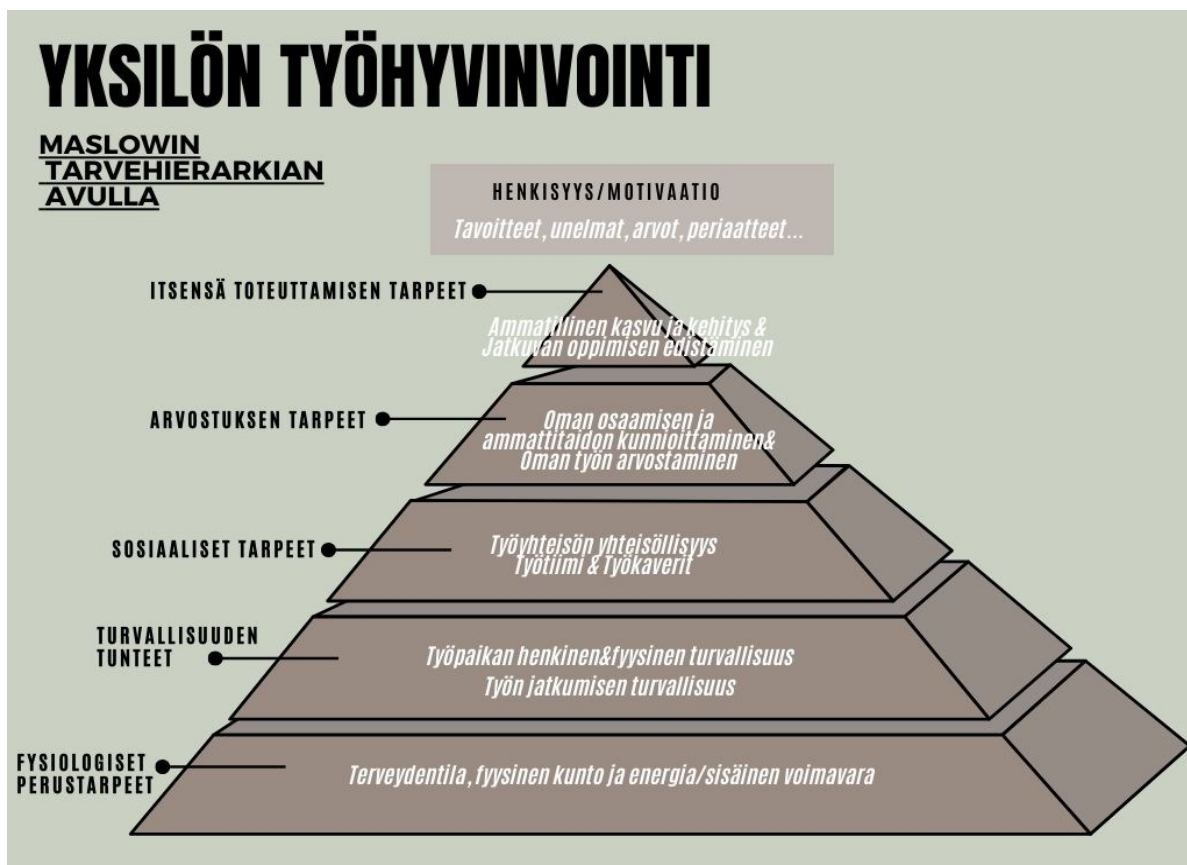 YKSILÖN TYÖHYVINVOINTI
MASLOWIN
TARVEHIERARKIAN
AVULLA
HENKISYYS/MOTIVAATIO
Tavoitteet, unelmat, arvot, periaatteet...
ITSENSÄ TOTEUTTAMISEN TARPEET
Ammatillinen kasvu ja kehitys &
Jatkuvan oppimisen edistäminen
ARVOSTUKSEN TARPEET
Oman osaamisen ja
ammattitaidon kunnioittaminen&
Oman työn arvostaminen
SOSIAALISET TARPEET
Työyhteisön yhteisöllisyys
Työtiimi & Työkaverit
TURVALLISUUDEN
TUNTEET
Työpaikan henkinen&fyysinen turvallisuus
Työn jatkumisen turvallisuus
FYSIOLOGISET
PERUSTARPEET
Terveydentila, fyysinen kunto ja energia/sisäinen voimavara